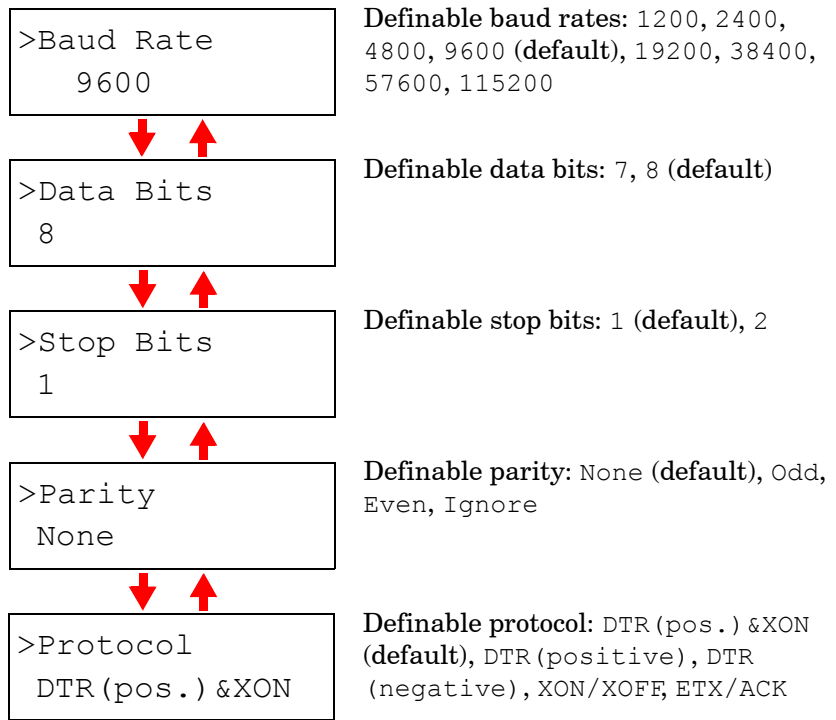 >Baud Rate
9600
Definable baud rates: 1200, 2400,
4800, 9600 (default), 19200, 38400,
57600, 115200
>Data Bits
8
Definable data bits: 7, 8 (default)
>Stop Bits
1
Definable stop bits: 1 (default), 2
>Parity
None
Definable parity: None (default), Odd,
Even, Ignore
>Protocol
DTR(pos.)&XON
Definable protocol: DTR(pos.)&XON
(default), DTR(positive), DTR
(negative), XON/XOFF, ETX/ACK